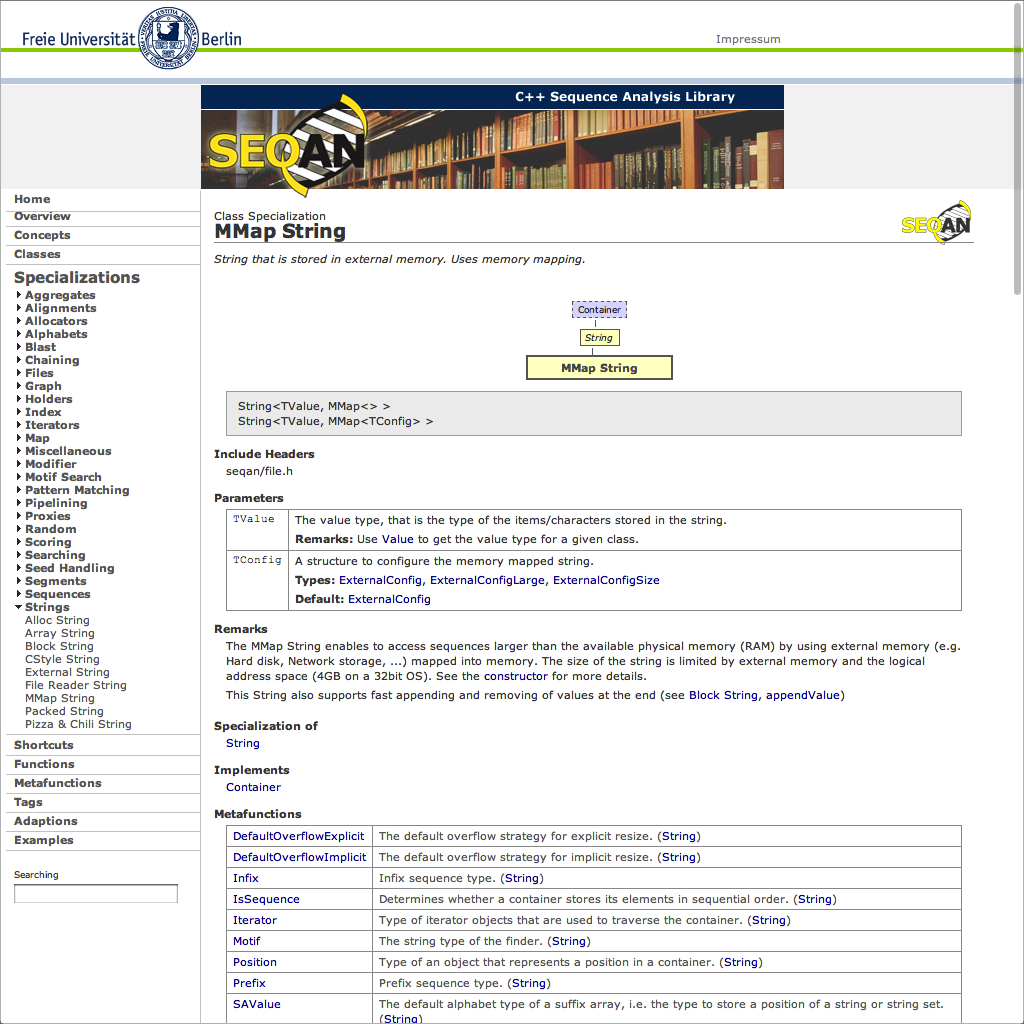 Freie Universität Berlin
Impressum
C++ Sequence Analysis Library
SEQAN
Home
Overview
Concepts
Classes
Specializations
Aggregates
Alignments
Allocators
Alphabets
Blast
Chaining
Files
Graph
Holders
Index
Iterators
Map
Miscellaneous
Modifier
Motif Search
Pattern Matching
Pipelining
Proxies
Random
Scoring
Searching
Seed Handling
Segments
Sequences
Strings
Alloc String
Array String
Block String
CStyle String
External String
File Reader String
MMap String
Packed String
Pizza & Chili String
Shortcuts
Functions
Metafunctions
Tags
Adaptions
Examples
Searching
Class Specialization
SEQAN
MMap String
String that is stored in external memory. Uses memory mapping.
Container
String
MMap String
String<TValue, MMap<> >
String<TValue, MMap<TConfig> >
Include Headers
seqan/file.h
Parameters
TValue The value type, that is the type of the items/characters stored in the string.
Remarks: Use Value to get the value type for a given class.
TConfig A structure to configure the memory mapped string.
Types: ExternalConfig, ExternalConfigLarge, ExternalConfigSize
Default: ExternalConfig
Remarks
The MMap String enables to access sequences larger than the available physical memory (RAM) by using external memory (e.g.
Hard disk, Network storage, ...) mapped into memory. The size of the string is limited by external memory and the logical
address space (4GB on a 32bit OS). See the constructor for more details.
This String also supports fast appending and removing of values at the end (see Block String, appendValue)
Specialization of
String
Implements
Container
Metafunctions
DefaultOverflowExplicit The default overflow strategy for explicit resize. (String)
DefaultOverflowImplicit The default overflow strategy for implicit resize. (String)
Infix Infix sequence type. (String)
IsSequence Determines whether a container stores its elements in sequential order. (String)
Iterator Type of iterator objects that are used to traverse the container. (String)
Motif The string type of the finder. (String)
Position Type of an object that represents a position in a container. (String)
Prefix Prefix sequence type. (String)
SAValue The default alphabet type of a suffix array, i.e. the type to store a position of a string or string set.
(String)